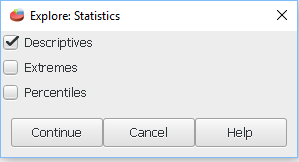 Explore: Statistics
Descriptives
Extremes
Percentiles
Continue Cancel Help